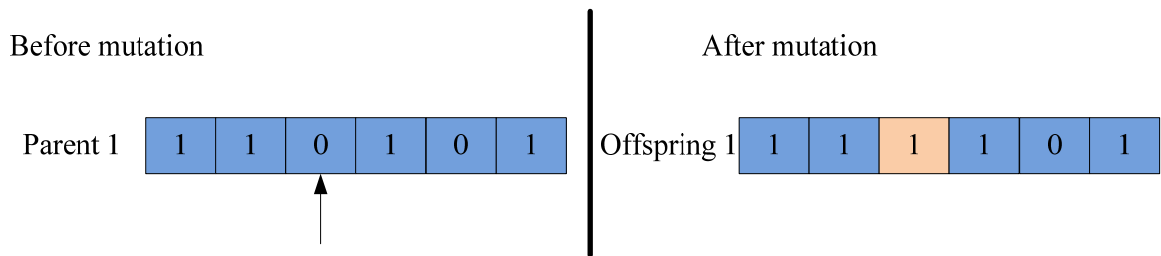 Before mutation
Parent 1 1 1 0 1 0 1
After mutation
Offspring 1 1 1 1 1 0 1